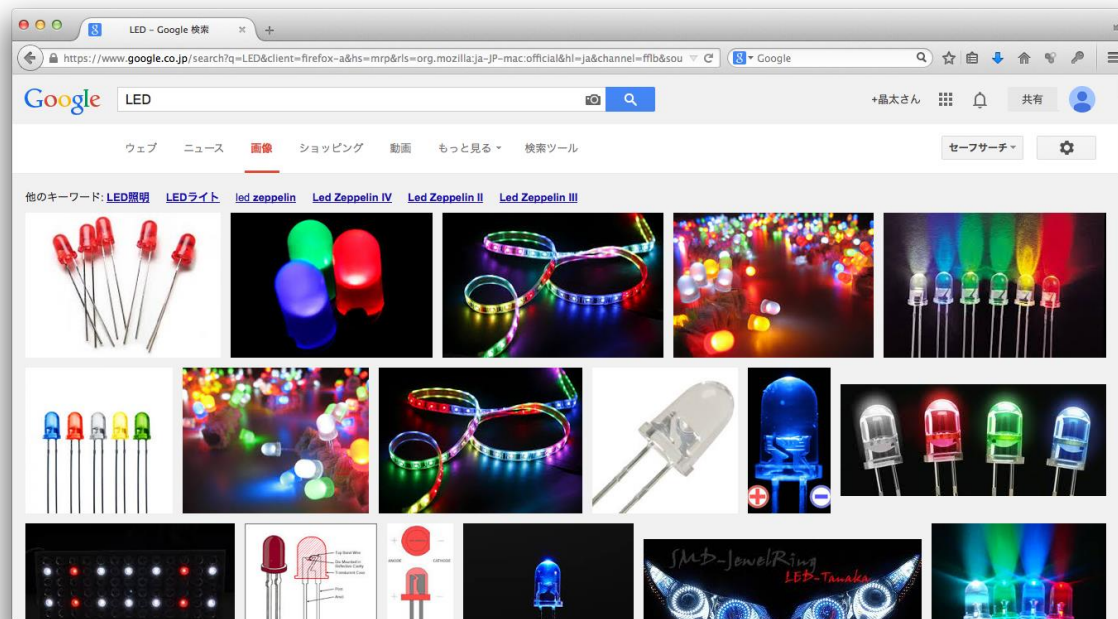 LED - Google 検索
https://www.google.co.jp/search?q=LED&client=firefox-a&hs=mrp&rls=org.mozilla:ja-JP-mac:official&hl=ja&channel=fflb&sou
Google
Google
LED
+晶太さん
共有
ウェブ ニュース 画像 ショッピング 動画 もっと見る 検索ツール
セーフサーチ
他のキーワード: LED照明 LEDライト led zeppelin Led Zeppelin IV Led Zeppelin II Led Zeppelin III
SMD-JewelRing
LED-Tanaka
ANODE
CATHODE
Translucent Case